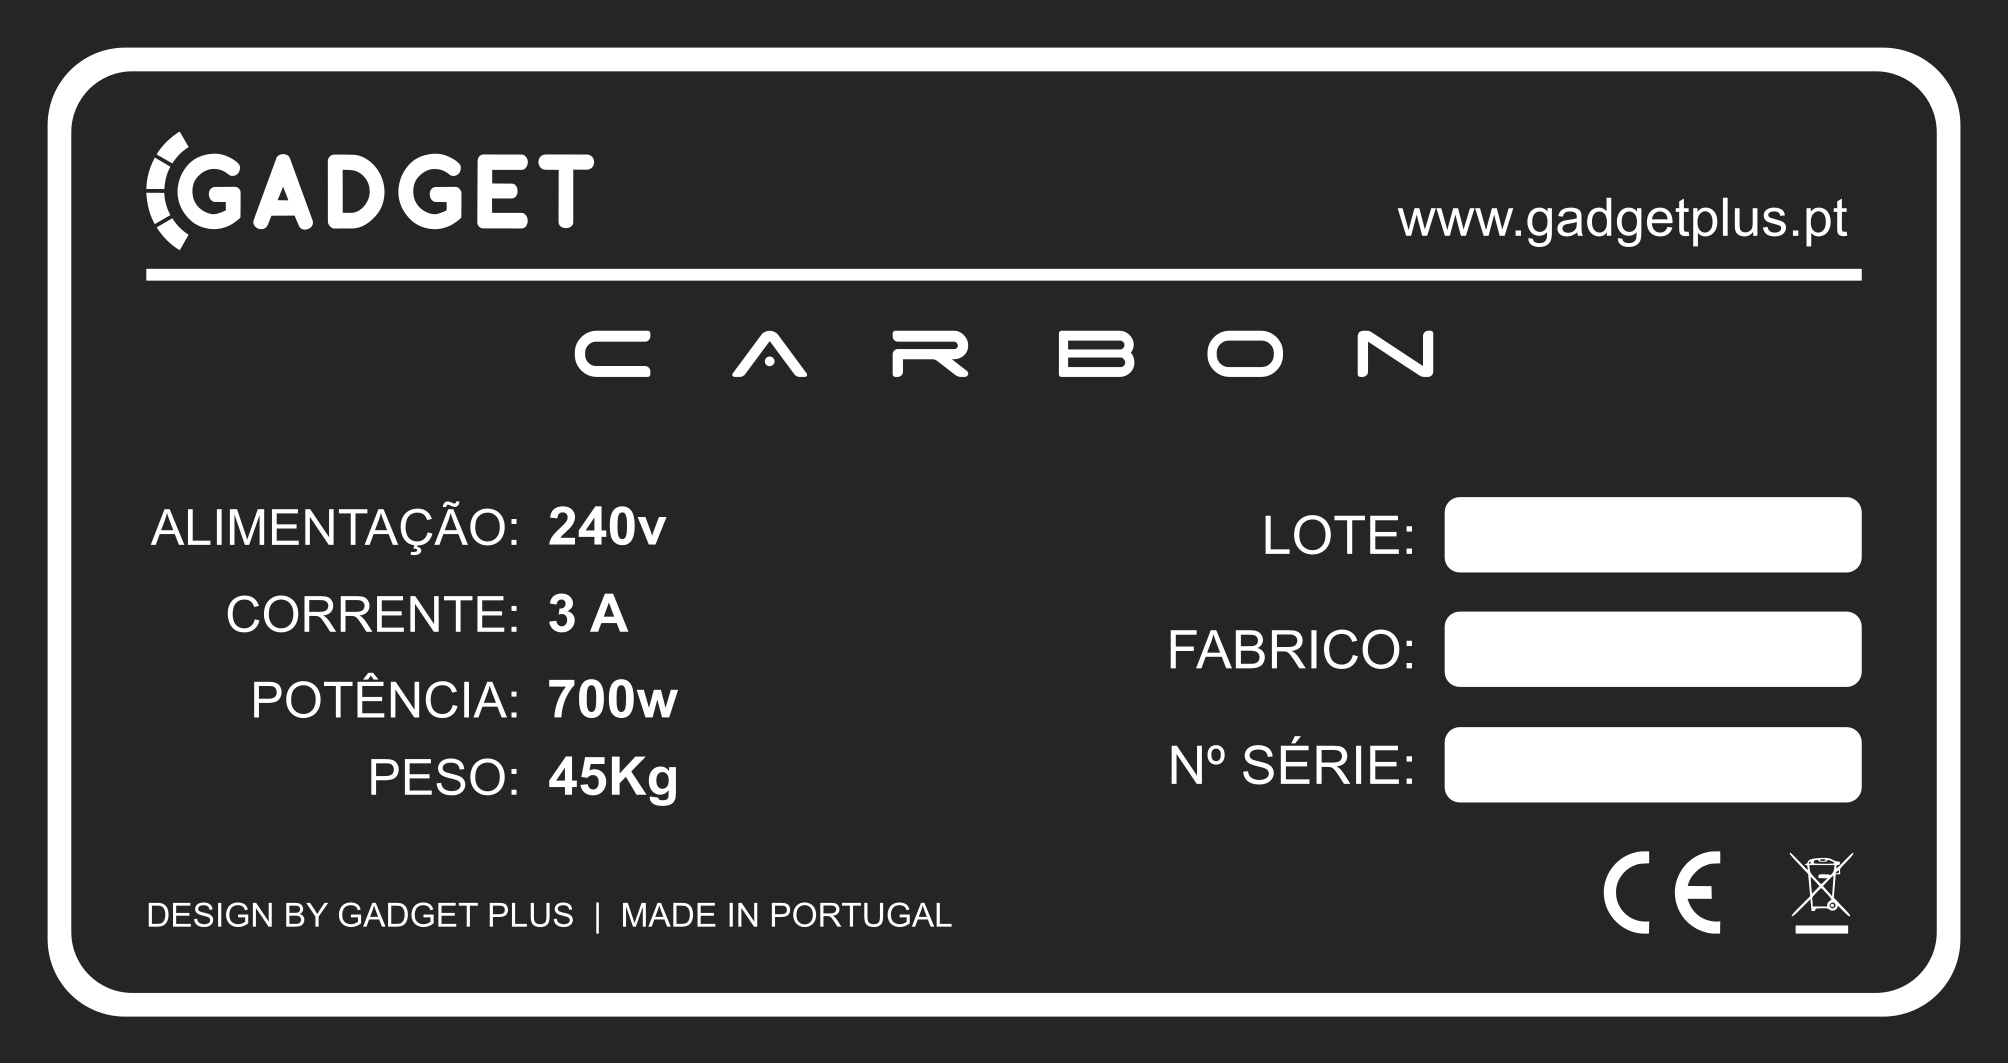 GADGET
www.gadgetplus.pt
CARBON
ALIMENTAÇÃO: 240v
CORRENTE: 3 A
POTÊNCIA: 700w
PESO: 45Kg
LOTE:
FABRICO:
Nº SÉRIE:
DESIGN BY GADGET PLUS | MADE IN PORTUGAL
CE